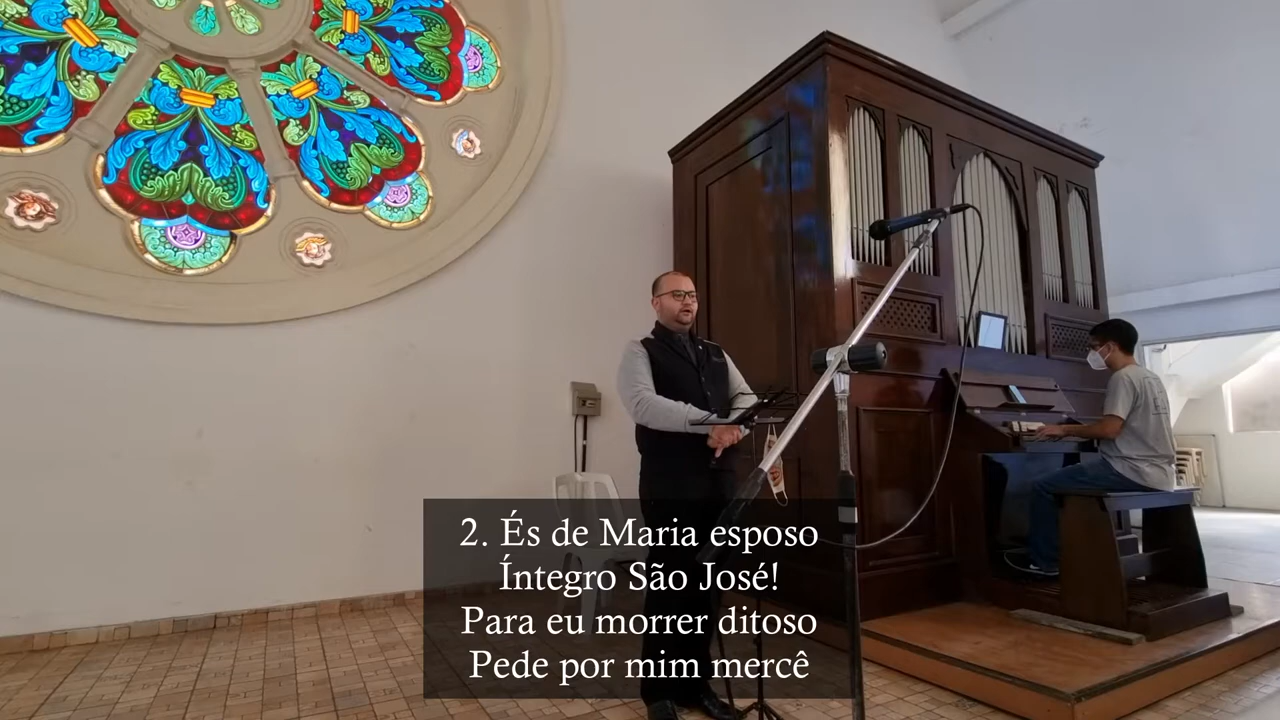 2. És de Maria esposo
Íntegro São José!
Para eu morrer ditoso
Pede por mim mercê